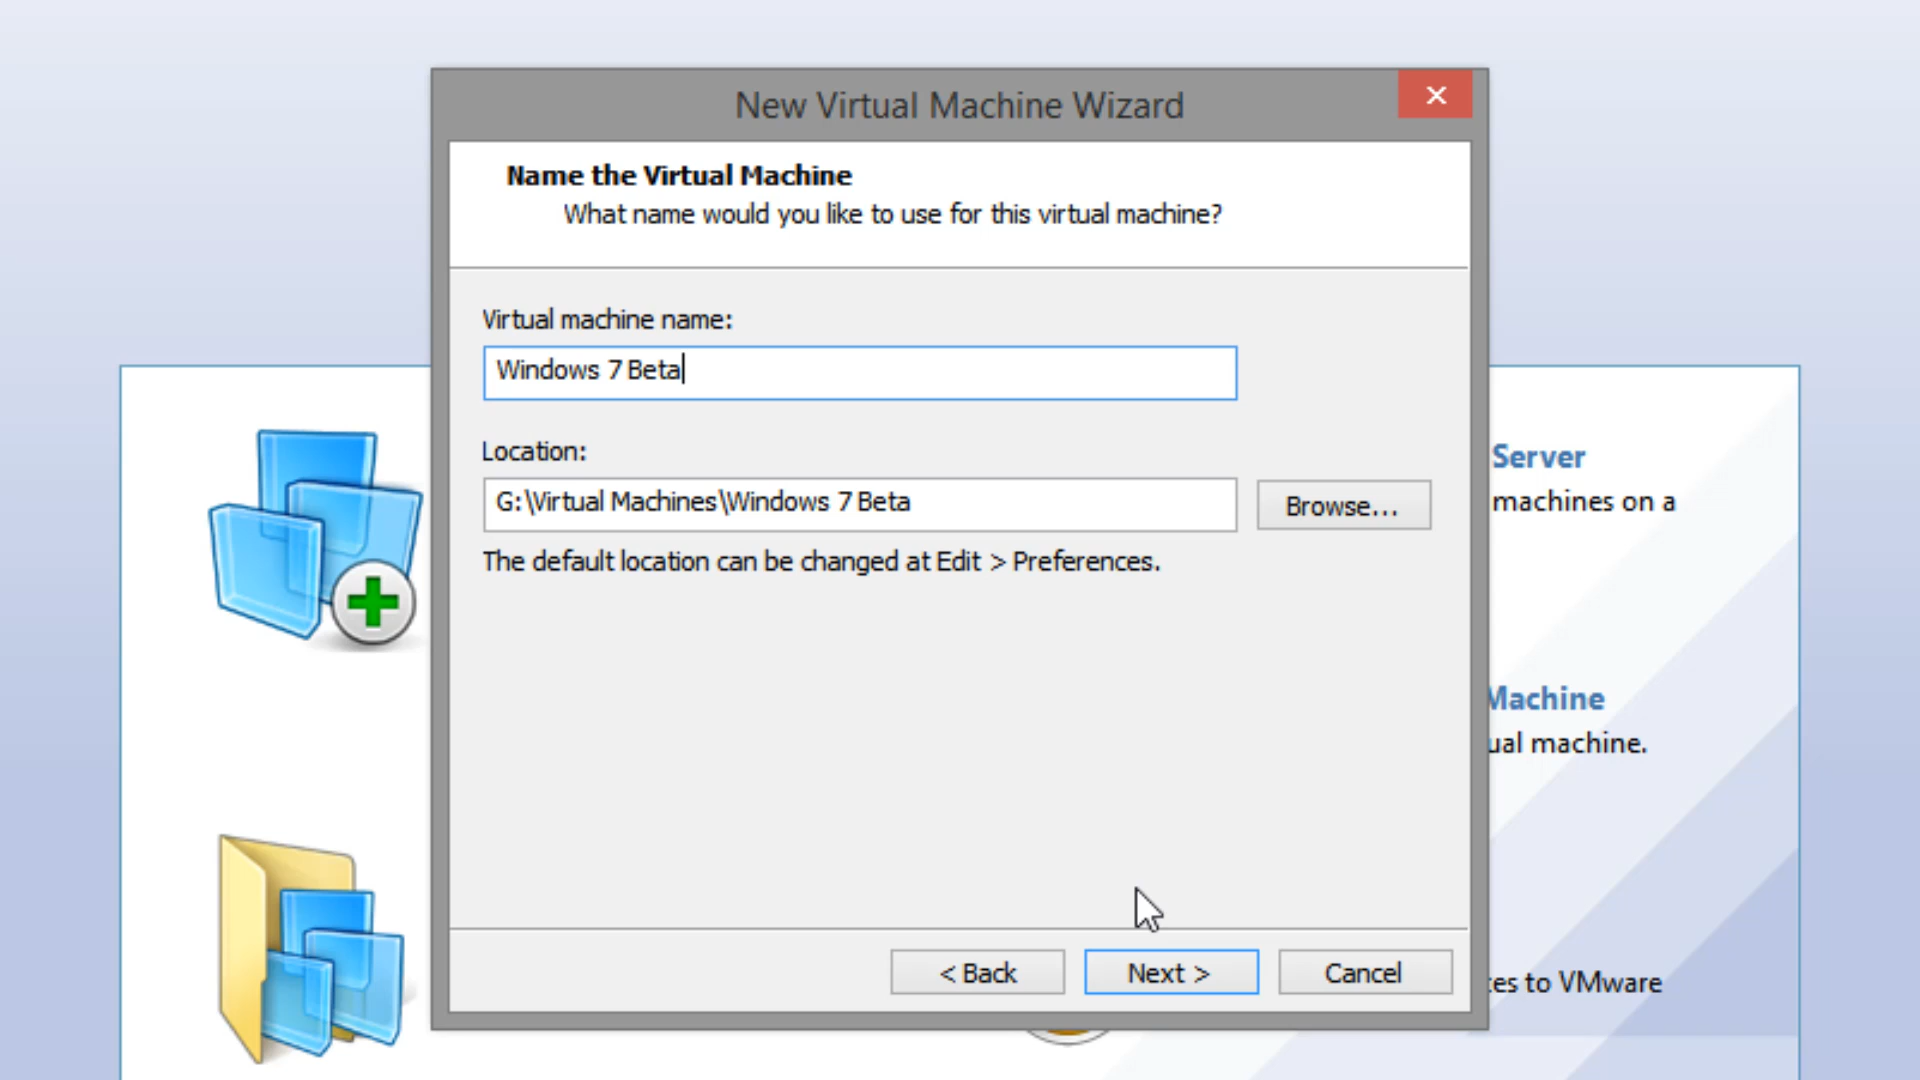 New Virtual Machine Wizard
Name the Virtual Machine
What name would you like to use for this virtual machine?
Virtual machine name:
Windows 7 Beta
Location:
G:\Virtual Machines\Windows 7 Beta
Browse...
The default location can be changed at Edit > Preferences.
< Back
Next >
Cancel
Server
machines on a
Machine
ual machine.
es to VMware